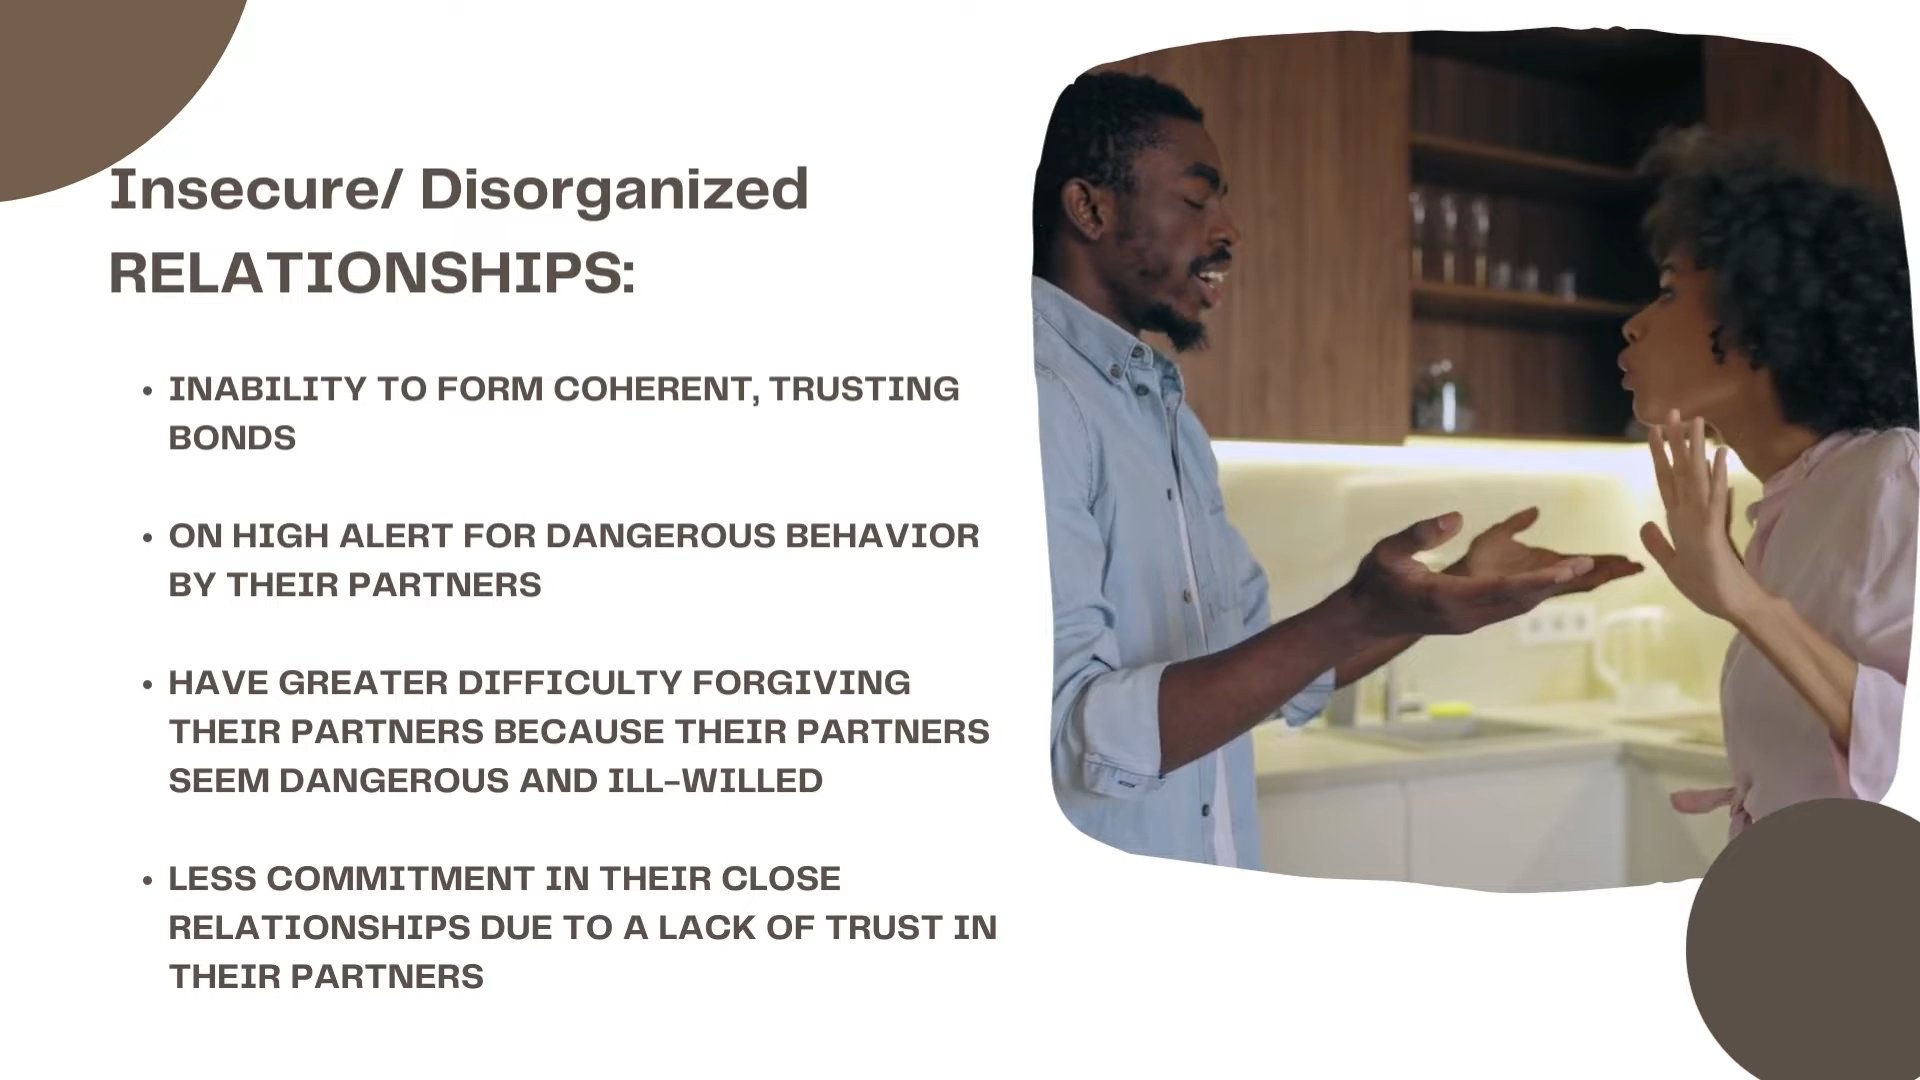 Insecure/ Disorganized
RELATIONSHIPS:
• INABILITY TO FORM COHERENT, TRUSTING
BONDS
• ON HIGH ALERT FOR DANGEROUS BEHAVIOR
BY THEIR PARTNERS
• HAVE GREATER DIFFICULTY FORGIVING
THEIR PARTNERS BECAUSE THEIR PARTNERS
SEEM DANGEROUS AND ILL-WILLED
• LESS COMMITMENT IN THEIR CLOSE
RELATIONSHIPS DUE TO A LACK OF TRUST IN
THEIR PARTNERS